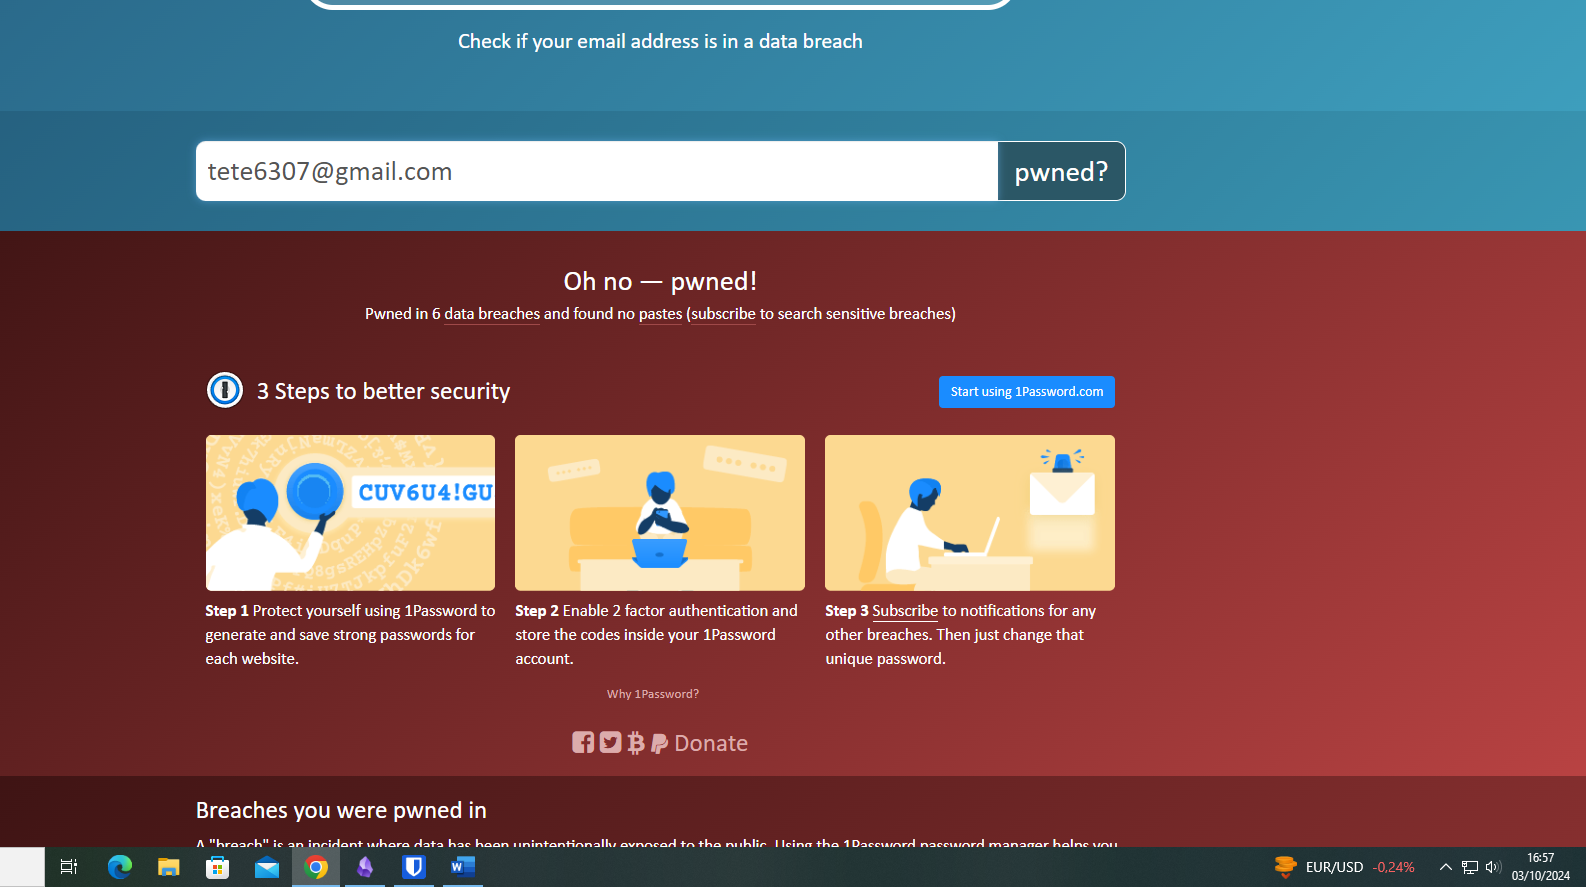 Check if your email address is in a data breach
tete6307@gmail.com
pwned?
Oh no — pwned!
Pwned in 6 data breaches and found no pastes (subscribe to search sensitive breaches)
3 Steps to better security
Start using 1Password.com
CUV6U4!GU
Step 1 Protect yourself using 1Password to
generate and save strong passwords for
each website.
Step 2 Enable 2 factor authentication and
store the codes inside your 1Password
account.
Step 3 Subscribe to notifications for any
other breaches. Then just change that
unique password.
Why 1Password?
Donate
Breaches you were pwned in
A "breach" is an incident where data has been unintentionally exposed to the public. Using the 1Password password manager helps you
EUR/USD -0,24%
16:57
03/10/2024